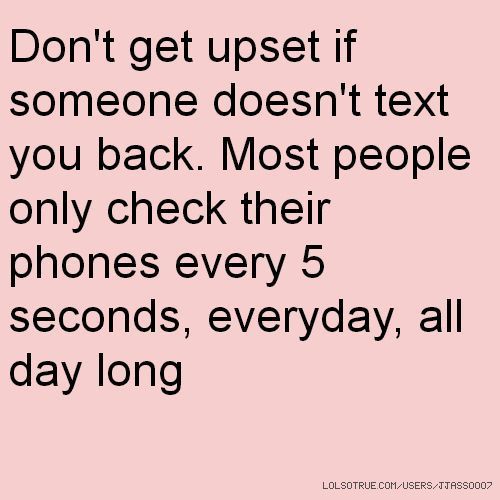 Don't get upset if
someone doesn't text
you back. Most people
only check their
phones every 5
seconds, everyday, all
day long
LOLSOTRUE.COM/USERS/JJASS0007